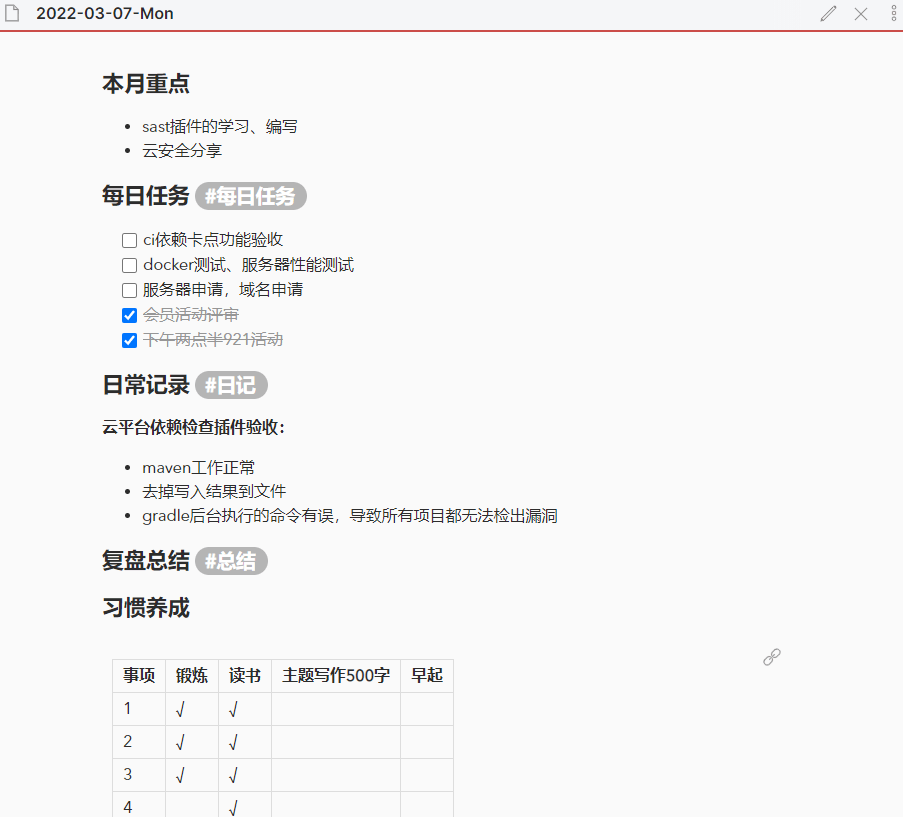 2022-03-07-Mon
本月重点
sast插件的学习、编写
云安全分享
每日任务 #每日任务
ci依赖卡点功能验收
docker测试、服务器性能测试
服务器申请，域名申请
会员活动评审
下午两点半921活动
日常记录 #日记
云平台依赖检查插件验收：
maven工作正常
去掉写入结果到文件
gradle后台执行的命令有误，导致所有项目都无法检出漏洞
复盘总结 #总结
习惯养成
事项 锻炼 读书 主题写作500字 早起
1 √ √
2 √ √
3 √ √
4 √